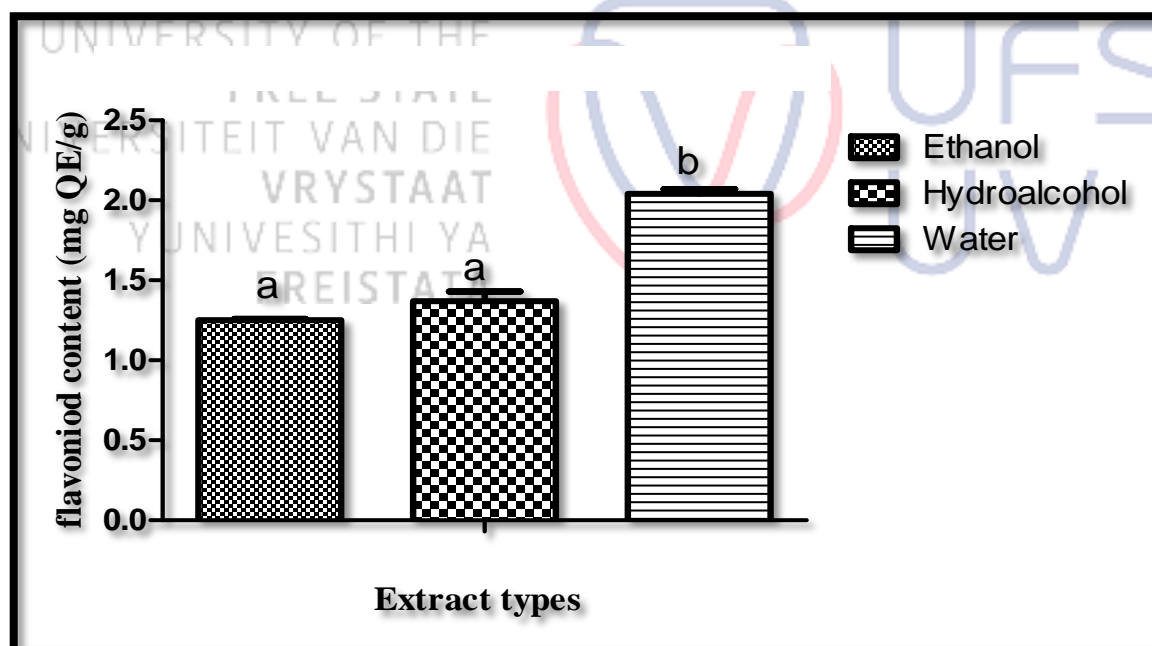 UNIVERSITY OF THE
FREE STATE
UNIVERSITEIT VAN DIE
VRYSTAAT
YUNIVESITHI YA
FREISTATA
UFS
UV
flavoniod content (mg QE/g)
2.5
2.0
1.5
1.0
0.5
0.0
a
a
b
Ethanol
Hydroalcohol
Water
Extract types